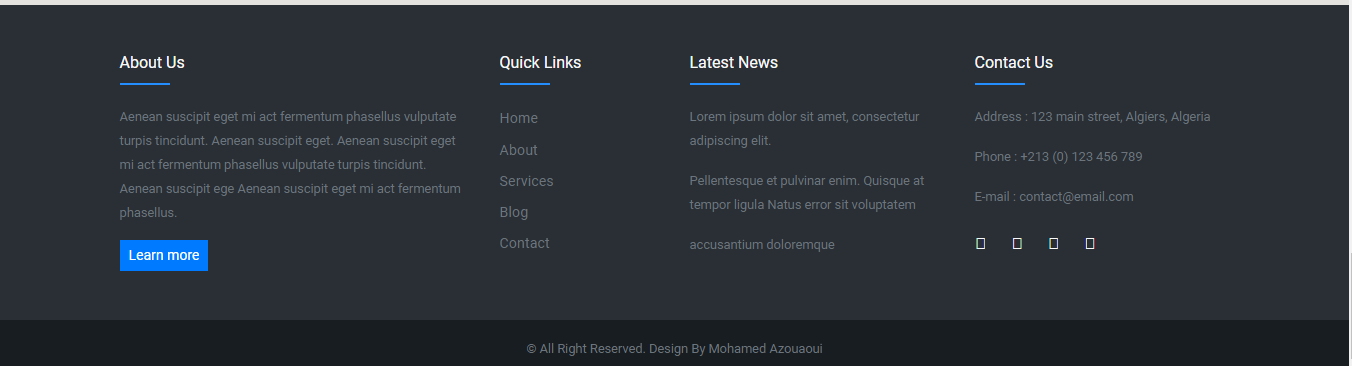 About Us
Aenean suscipit eget mi act fermentum phasellus vulputate
turpis tincidunt. Aenean suscipit eget. Aenean suscipit eget
mi act fermentum phasellus vulputate turpis tincidunt.
Aenean suscipit ege Aenean suscipit eget mi act fermentum
phasellus.
Learn more
Quick Links
Home
About
Services
Blog
Contact
Latest News
Lorem ipsum dolor sit amet, consectetur
adipiscing elit.
Pellentesque et pulvinar enim. Quisque at
tempor ligula Natus error sit voluptatem
accusantium doloremque
Contact Us
Address : 123 main street, Algiers, Algeria
Phone : +213 (0) 123 456 789
E-mail : contact@email.com
© All Right Reserved. Design By Mohamed Azouaoui